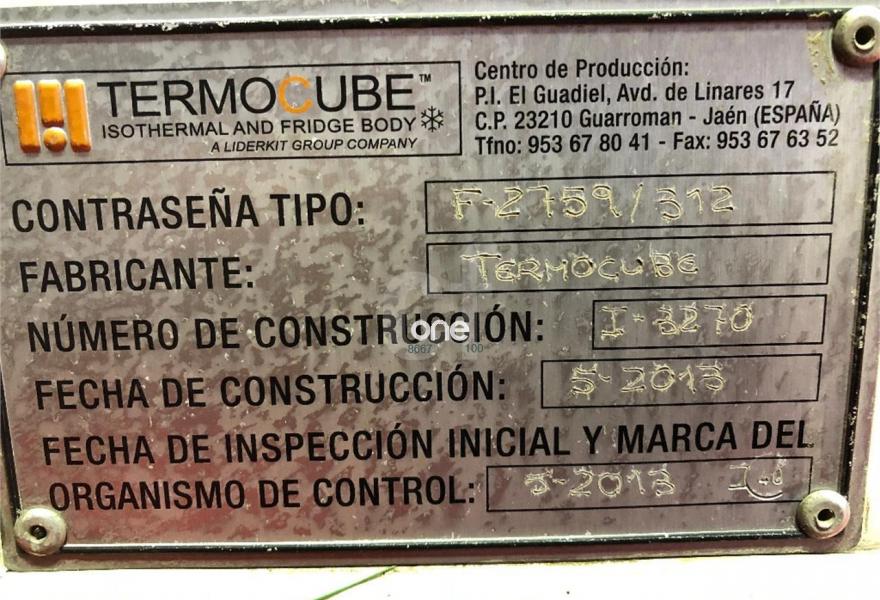 TERMOCUBE™
ISOTHERMAL AND FRIDGE BODY
A LIDERKIT GROUP COMPANY
Centro de Producción:
P.I. El Guadiel, Avd. de Linares 17
C.P. 23210 Guarroman - Jaén (ESPAÑA)
Tfno: 953 67 80 41 - Fax: 953 67 63 52
CONTRASEÑA TIPO: F-2759/312
FABRICANTE: TERMOCUBE
NÚMERO DE CONSTRUCCIÓN: I-3270
one
8667 100
FECHA DE CONSTRUCCIÓN: 5-2013
FECHA DE INSPECCIÓN INICIAL Y MARCA DEL
ORGANISMO DE CONTROL: 5-2013